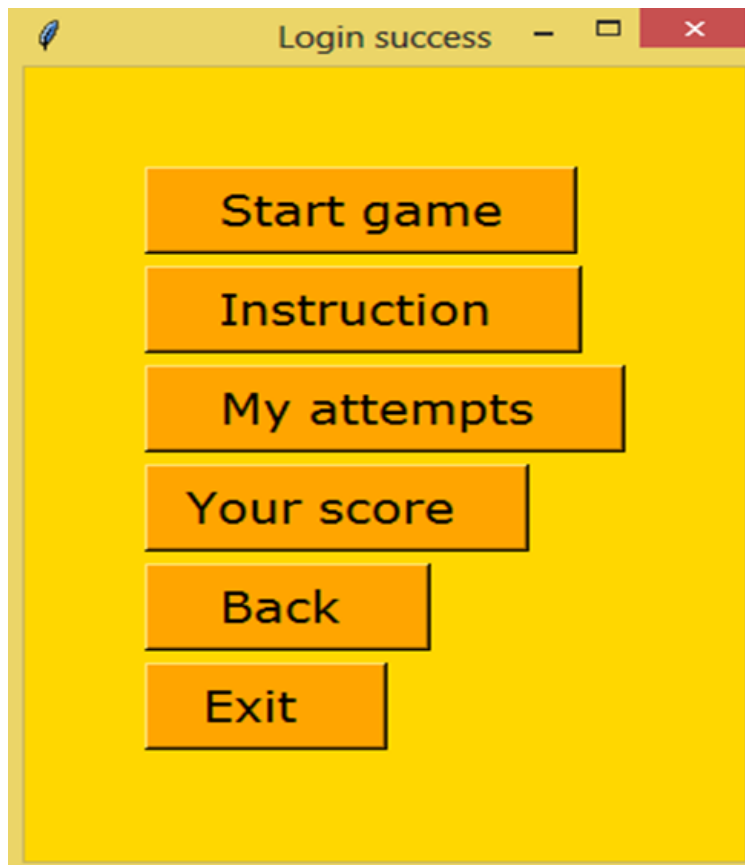 Login success
Start game
Instruction
My attempts
Your score
Back
Exit